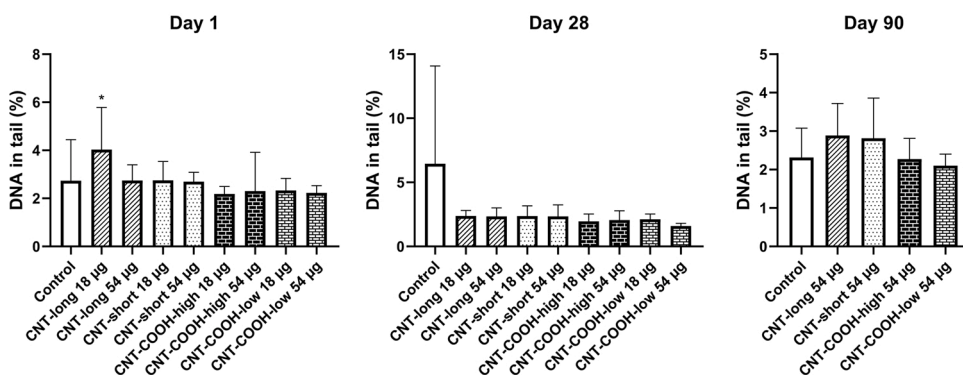 Day 1
DNA in tail (%)
8
6
4
2
0
*
Control
CNT-long 18 µg
CNT-long 54 µg
CNT-short 18 µg
CNT-short 54 µg
CNT-COOH-high 18 µg
CNT-COOH-high 54 µg
CNT-COOH-low 18 µg
CNT-COOH-low 54 µg
Day 28
DNA in tail (%)
15
10
5
0
Control
CNT-long 18 µg
CNT-long 54 µg
CNT-short 18 µg
CNT-short 54 µg
CNT-COOH-high 18 µg
CNT-COOH-high 54 µg
CNT-COOH-low 18 µg
CNT-COOH-low 54 µg
Day 90
DNA in tail (%)
5
4
3
2
1
0
Control
CNT-long 54 µg
CNT-short 54 µg
CNT-COOH-high 54 µg
CNT-COOH-low 54 µg